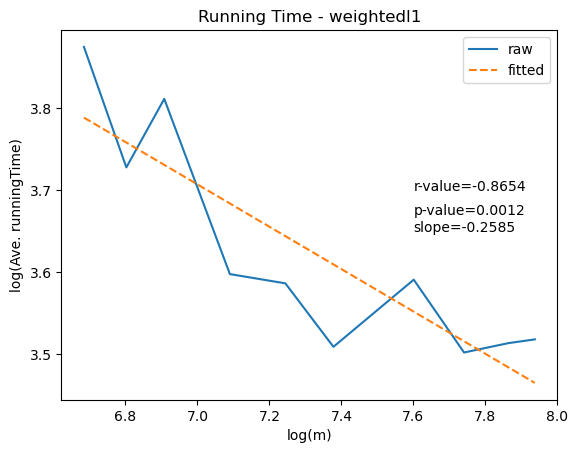 Running Time - weightedl1
raw
fitted
r-value=-0.8654
p-value=0.0012
slope=-0.2585
log(Ave. runningTime)
3.8
3.7
3.6
3.5
6.8
7.0
7.2
7.4
7.6
7.8
8.0
log(m)